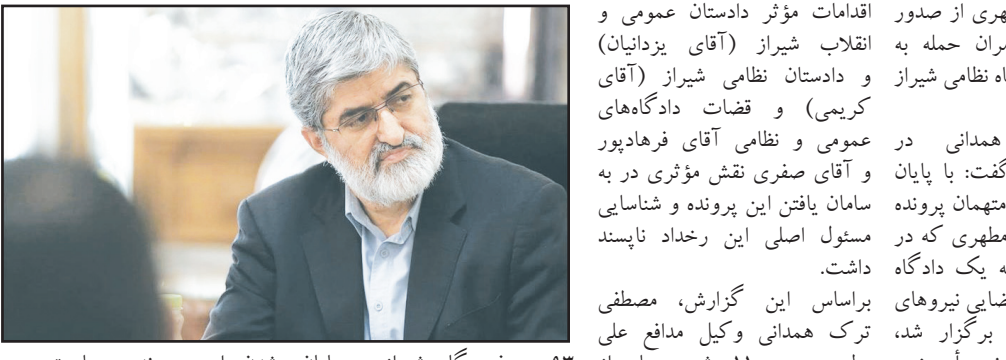 هری از صدور
ران حمله به
اه نظامی شیراز
همدانی در
گفت: با پایان
متهمان پرونده
مطهری که در
ه یک دادگاه
ضایی نیروهای
برگزار شد،
اقدامات مؤثر دادستان عمومی و
انقلاب شیراز (آقای یزدانیان)
و دادستان نظامی شیراز (آقای
کریمی) و قضات دادگاه‌های
عمومی و نظامی آقای فرهادپور
و آقای صفری نقش مؤثری در به
سامان یافتن این پرونده و شناسایی
مسئول اصلی این رخداد ناپسند
داشت.
براساس این گزارش، مصطفی
ترک همدانی وکیل مدافع علی